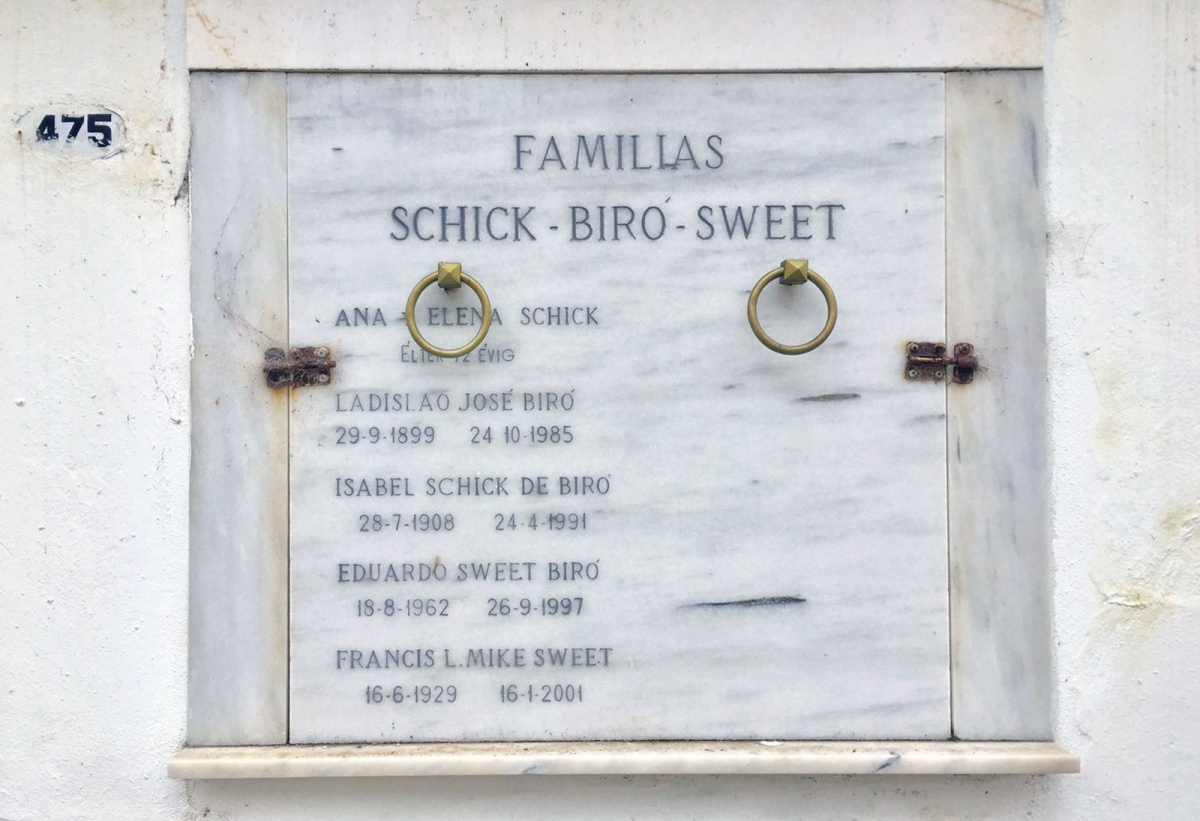 475
FAMILIAS
SCHICK - BIRÓ - SWEET
ANA - ELENA SCHICK
ÉLTEK 72 ÉVIG
LADISLAO JOSÉ BIRÓ
29-9-1899 24 10-1985
ISABEL SCHICK DE BIRÓ
28-7-1908 24-4-1991
EDUARDO SWEET BIRÓ
18-8-1962 26-9-1997
FRANCIS L. MIKE SWEET
16-6-1929 16-1-2001